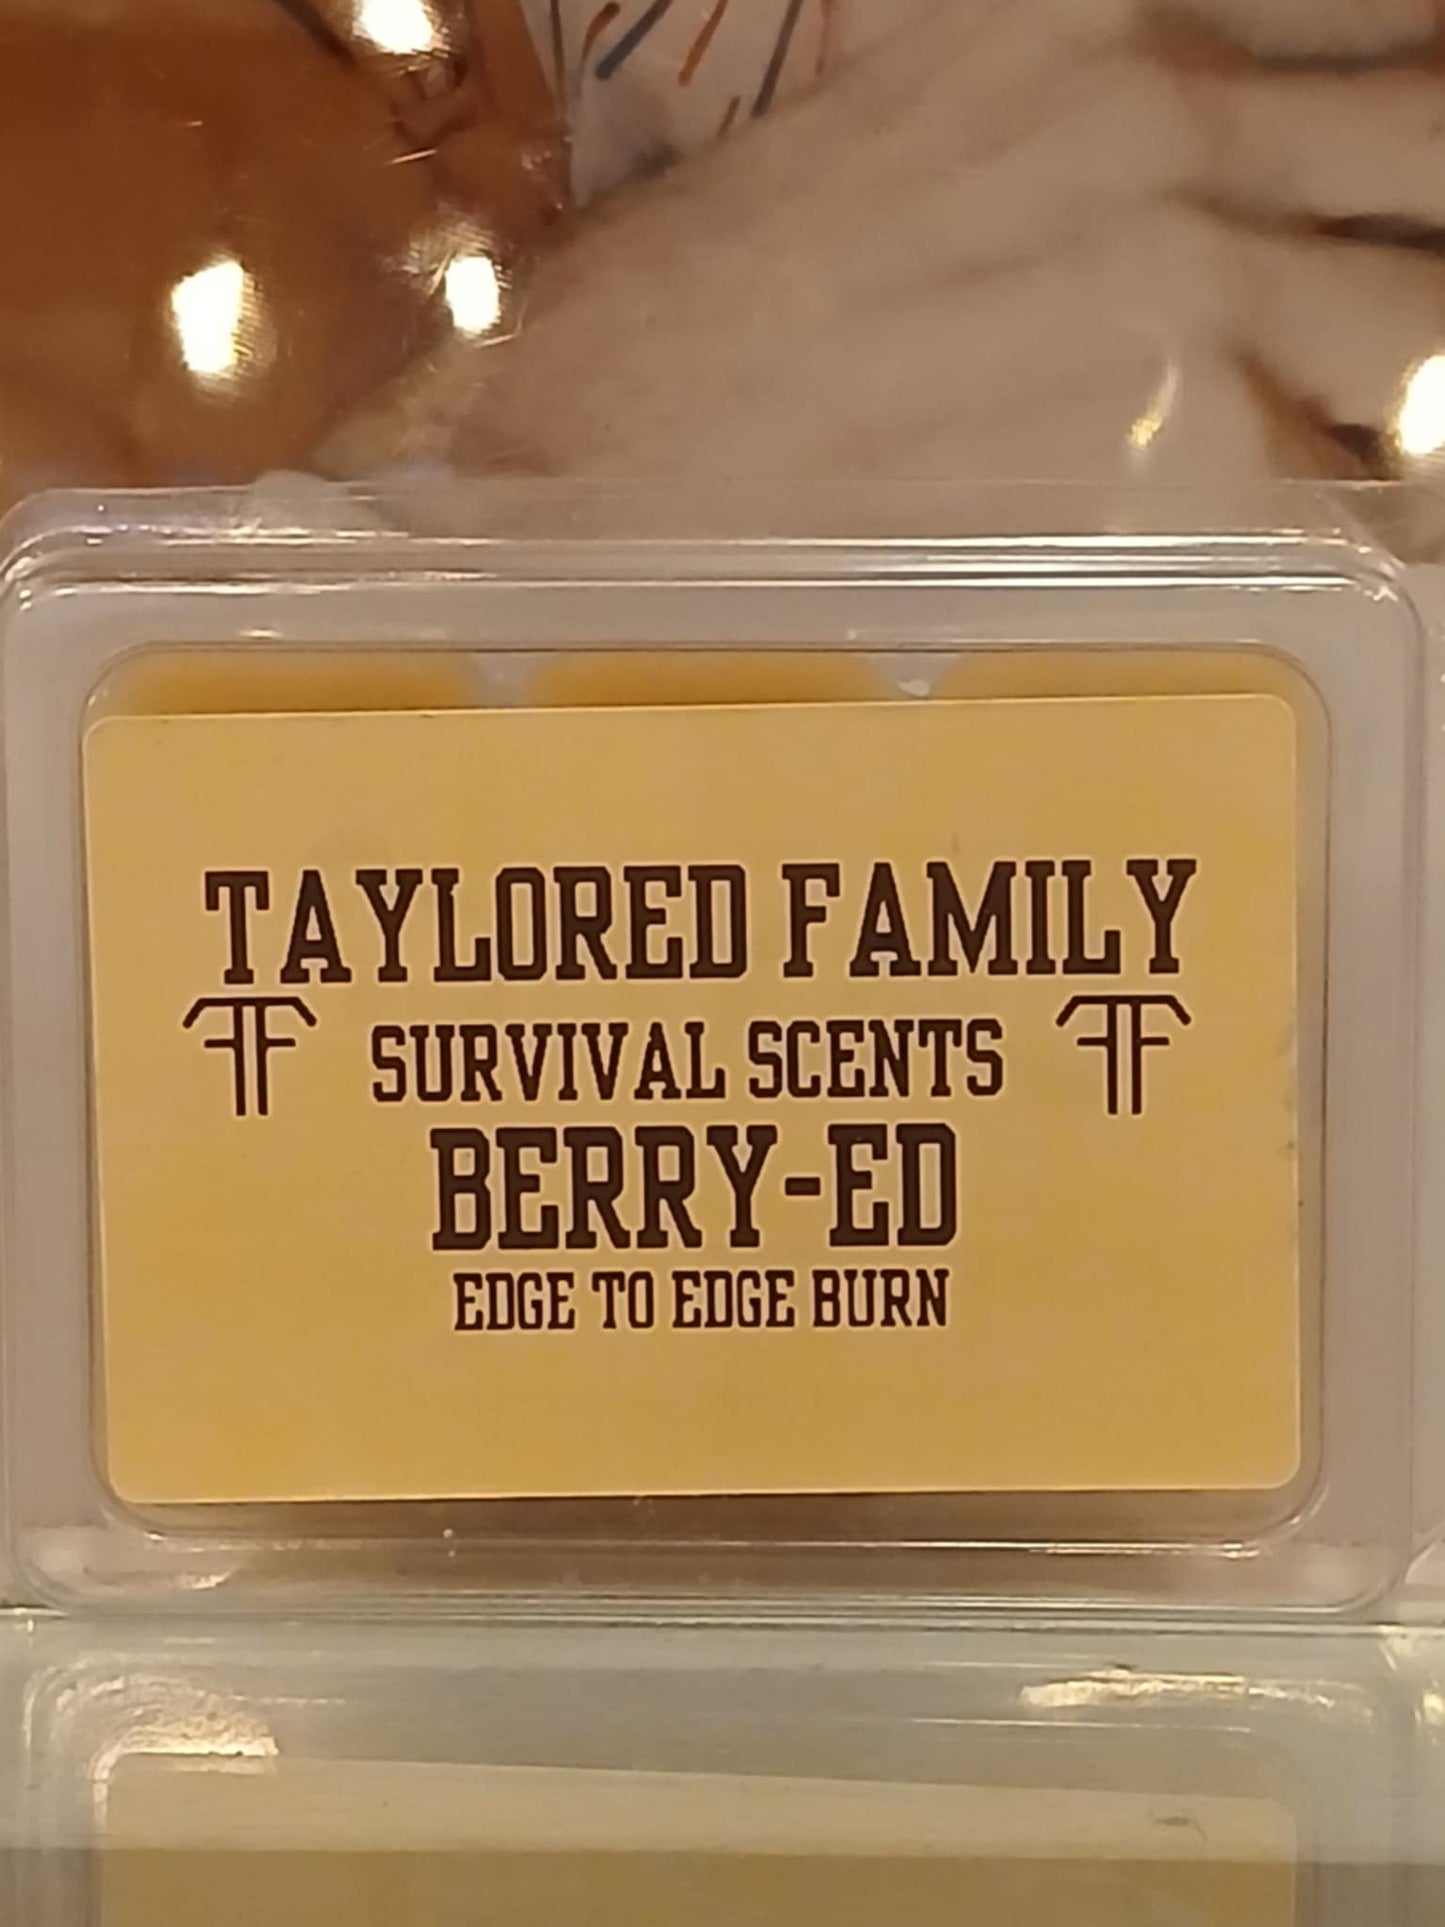 TAYLORED FAMILY
SURVIVAL SCENTS
BERRY-ED
EDGE TO EDGE BURN